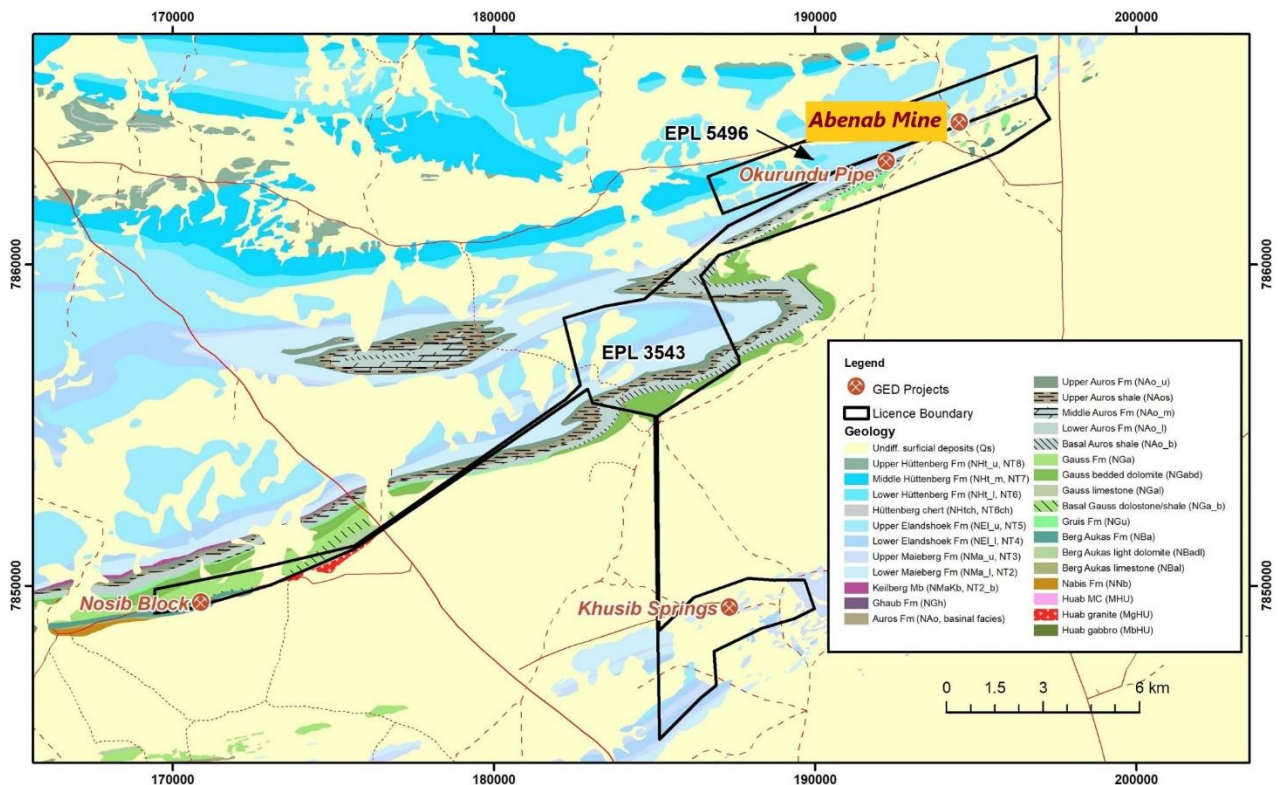 170000
180000
190000
200000
7860000
7860000
7850000
7850000
EPL 5496
Abenab Mine
Okurundu Pipe
EPL 3543
Nosib Block
Khusib Springs
Legend
GED Projects
Licence Boundary
Geology
Undiff. surficial deposits (Qs)
Upper Hüttenberg Fm (NHt_u, NT8)
Middle Hüttenberg Fm (NHt_m, NT7)
Lower Hüttenberg Fm (NHt_l, NT6)
Hüttenberg chert (NHtch, NT6ch)
Upper Elandshoek Fm (NEl_u, NT5)
Lower Elandshoek Fm (NEl_l, NT4)
Upper Maieberg Fm (NMa_u, NT3)
Lower Maieberg Fm (NMa_l, NT2)
Keilberg Mb (NMaKb, NT2_b)
Ghaub Fm (NGh)
Auros Fm (NAo, basinal facies)
Upper Auros Fm (NAo_u)
Upper Auros shale (NAos)
Middle Auros Fm (NAo_m)
Lower Auros Fm (NAo_l)
Basal Auros shale (NAo_b)
Gauss Fm (NGa)
Gauss bedded dolomite (NGabd)
Gauss limestone (NGal)
Basal Gauss dolostone/shale (NGa_b)
Gruis Fm (NGu)
Berg Aukas Fm (NBa)
Berg Aukas light dolomite (NBadl)
Berg Aukas limestone (NBal)
Nabis Fm (NNb)
Huab MC (MHU)
Huab granite (MgHU)
Huab gabbro (MbHU)
0 1.5 3 6 km
170000
180000
190000
200000